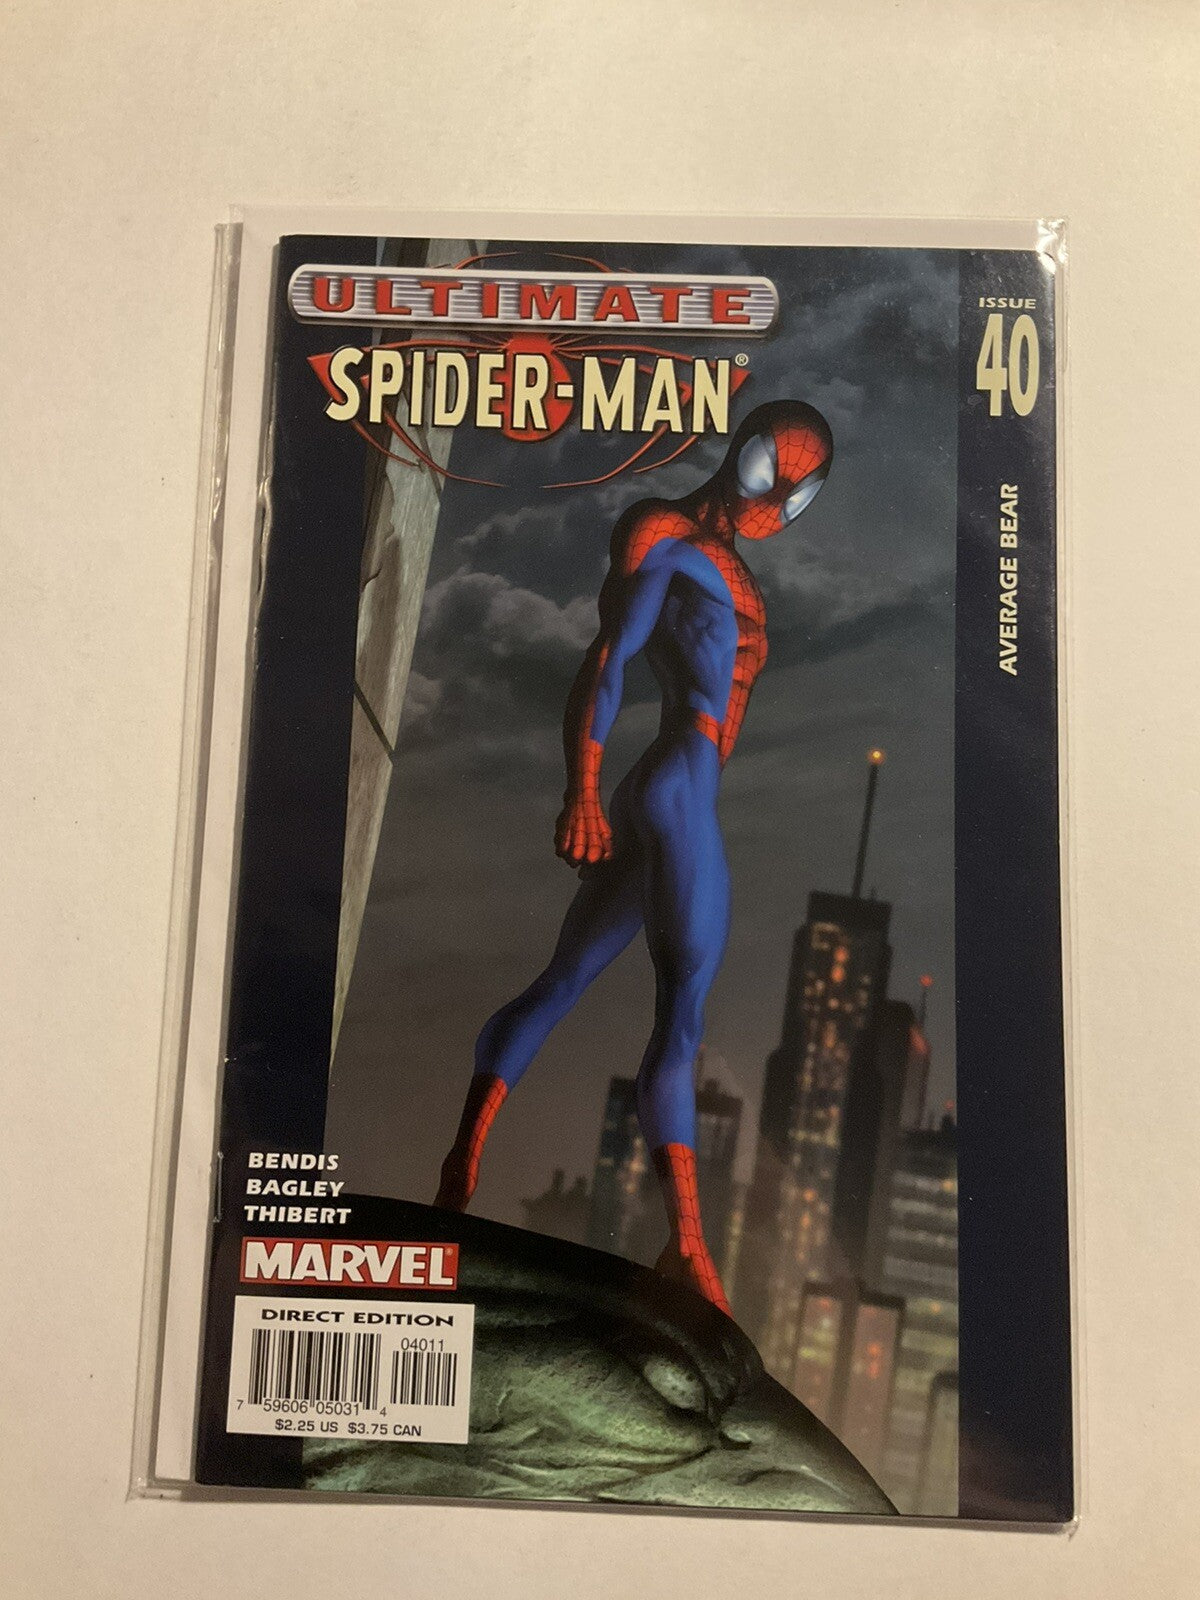 ULTIMATE
SPIDER-MAN®
ISSUE
40
AVERAGE BEAR
BENDIS
BAGLEY
THIBERT
MARVEL®
DIRECT EDITION
04011
7 59606 05031 4
$2.25 US $3.75 CAN